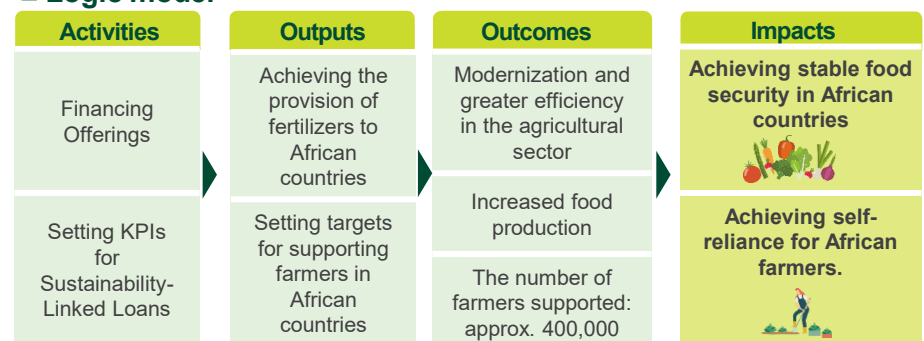 ■ Logic model
Activities
Financing
Offerings
Setting KPIs
for
Sustainability-
Linked Loans
Outputs
Achieving the
provision of
fertilizers to
African
countries
Setting targets
for supporting
farmers in
African
countries
Outcomes
Modernization and
greater efficiency
in the agricultural
sector
Increased food
production
The number of
farmers supported:
approx. 400,000
Impacts
Achieving stable food
security in African
countries
Achieving self-
reliance for African
farmers.